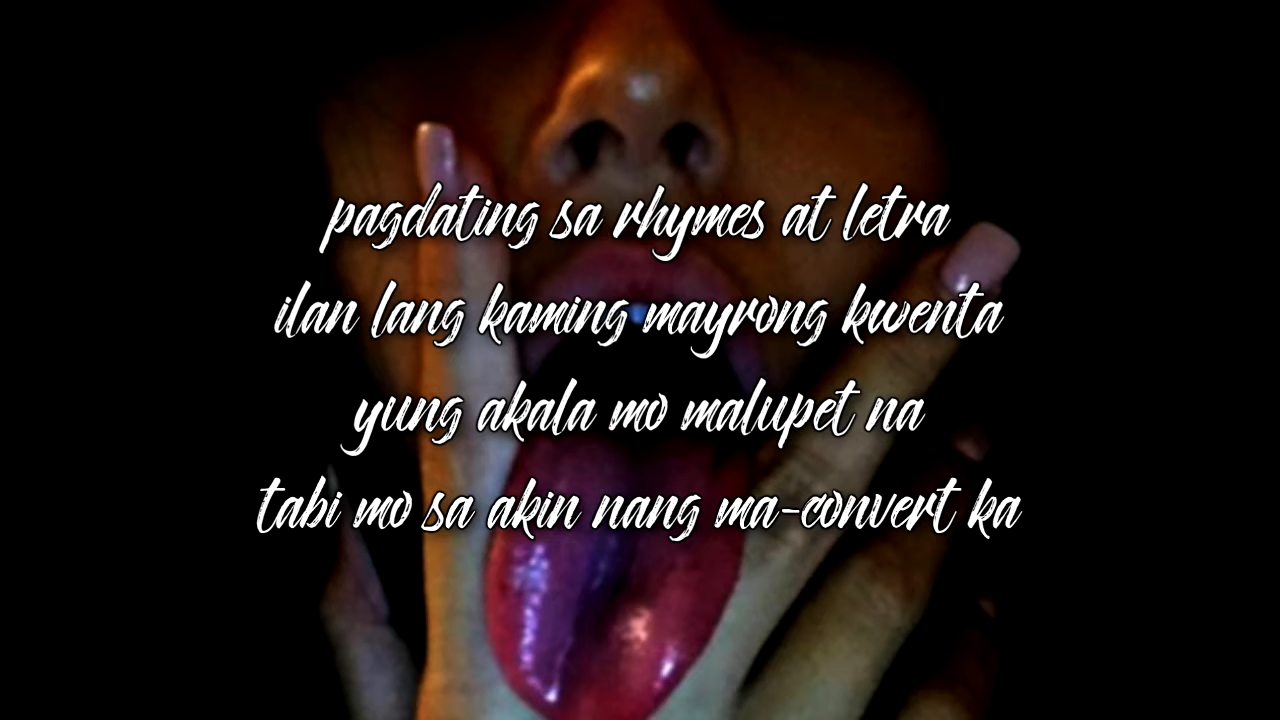 pagdating sa rhymes at letra
ilan lang kaming mayrong kwenta
yung akala mo malupet na
tabi mo sa akin nang ma-convert ka